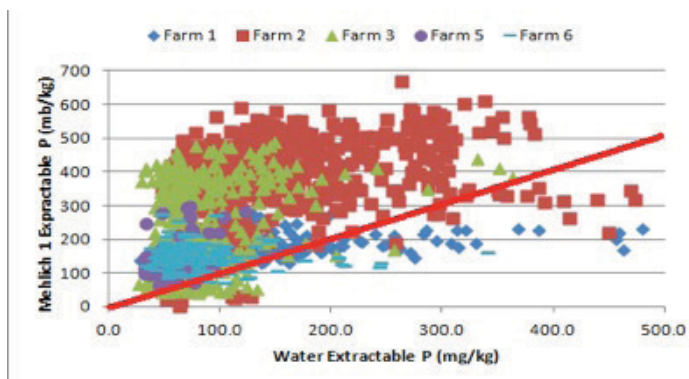 Farm 1 Farm 2 Farm 3 Farm 5 Farm 6
700
600
500
400
300
200
100
0
Mehlich 1 Expractable P (mb/kg)
0.0 100.0 200.0 300.0 400.0 500.0
Water Extractable P (mg/kg)